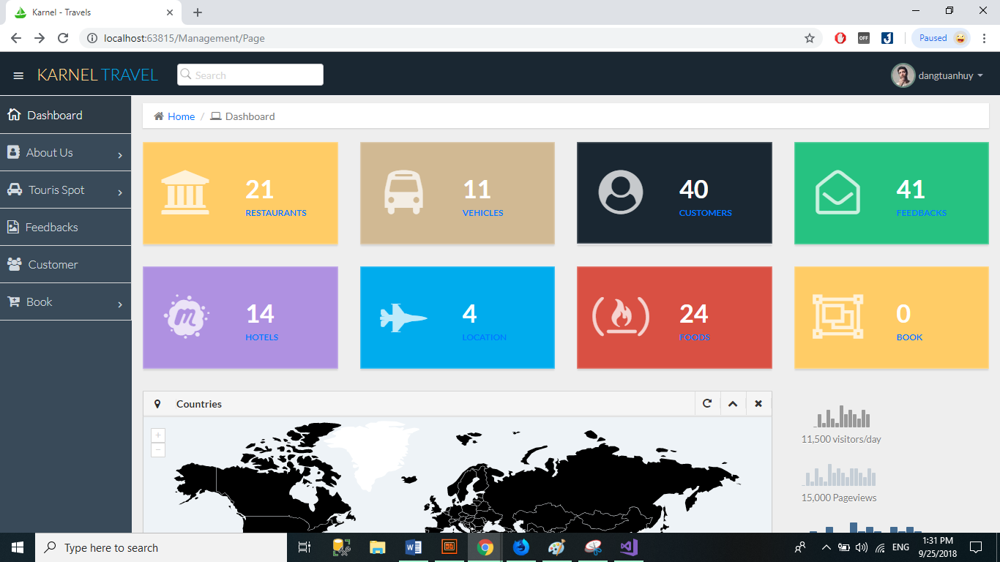 Karnel - Travels
localhost:63815/Management/Page
OFF
Paused
KARNEL TRAVEL
Search
dangtuanhuy
Dashboard
About Us
Touris Spot
Feedbacks
Customer
Book
Home / Dashboard
21
RESTAURANTS
11
VEHICLES
40
CUSTOMERS
41
FEEDBACKS
14
HOTELS
4
LOCATION
24
FOODS
0
BOOK
Countries
+
−
11,500 visitors/day
15,000 Pageviews
Type here to search
ENG
1:31 PM
9/25/2018